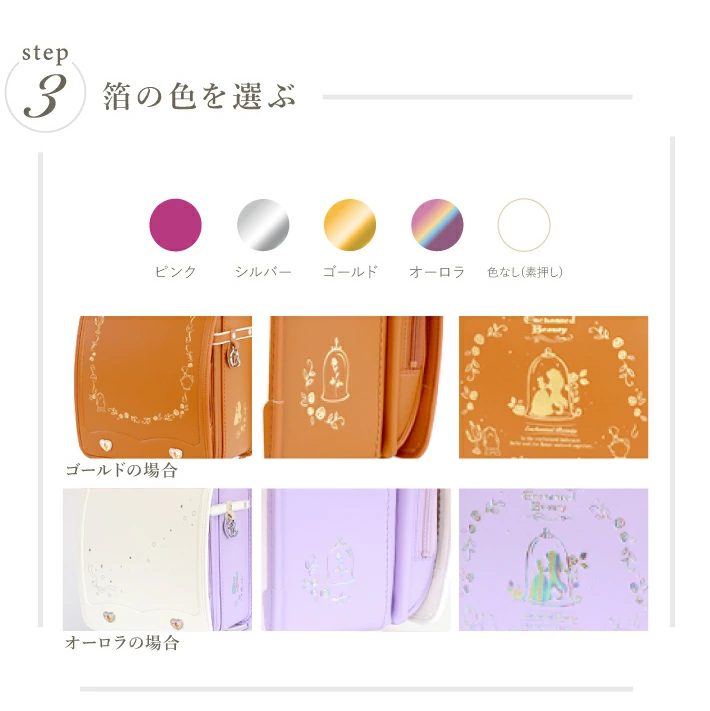 step
3
箔の色を選ぶ
ピンク
シルバー
ゴールド
オーロラ
色なし(素押し)
Enchanted
Beauty
Enchanted Beauty
ゴールドの場合
Enchanted
Beauty
オーロラの場合